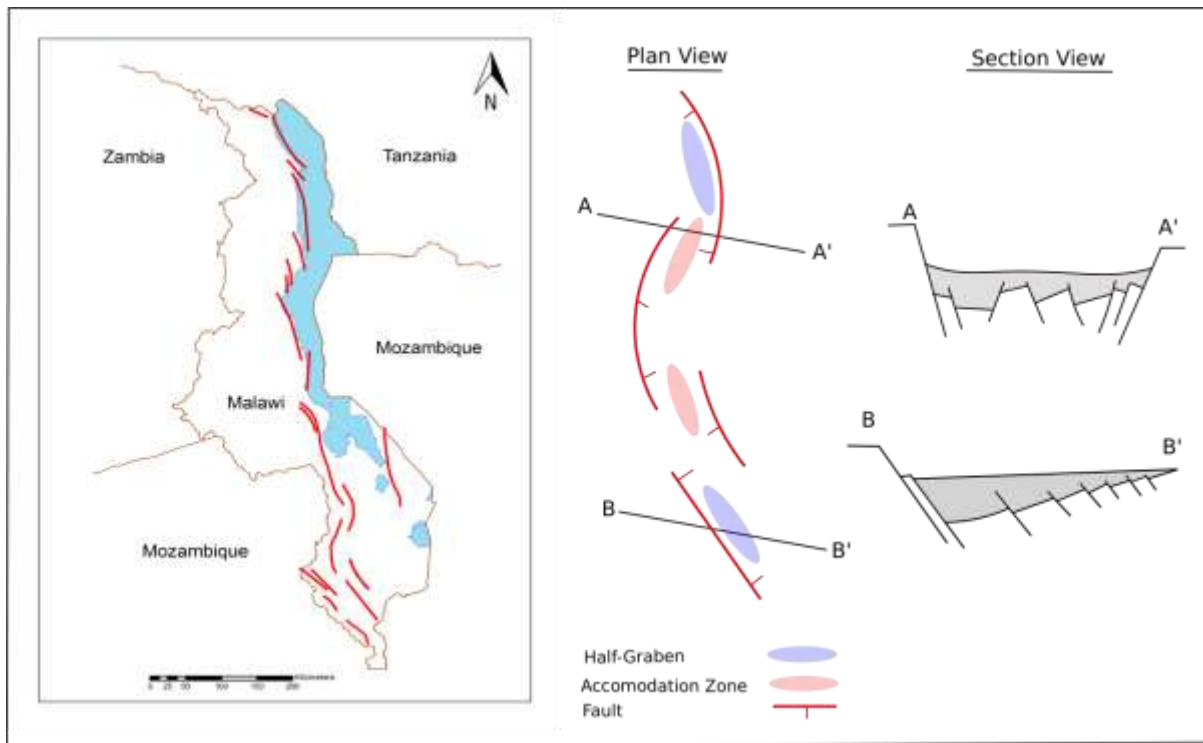 N
Zambia
Tanzania
Mozambique
Malawi
Mozambique
Plan View
A
A'
B
B'
Half-Graben
Accomodation Zone
Fault
Section View
A
A'
B
B'